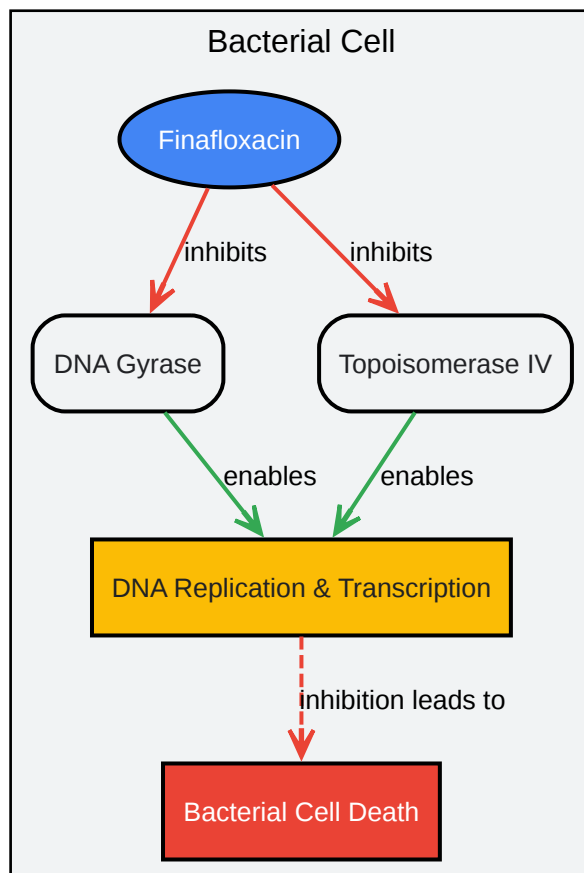 Bacterial Cell
Finafloxacin
inhibits
inhibits
DNA Gyrase
Topoisomerase IV
enables
enables
DNA Replication & Transcription
inhibition leads to
Bacterial Cell Death